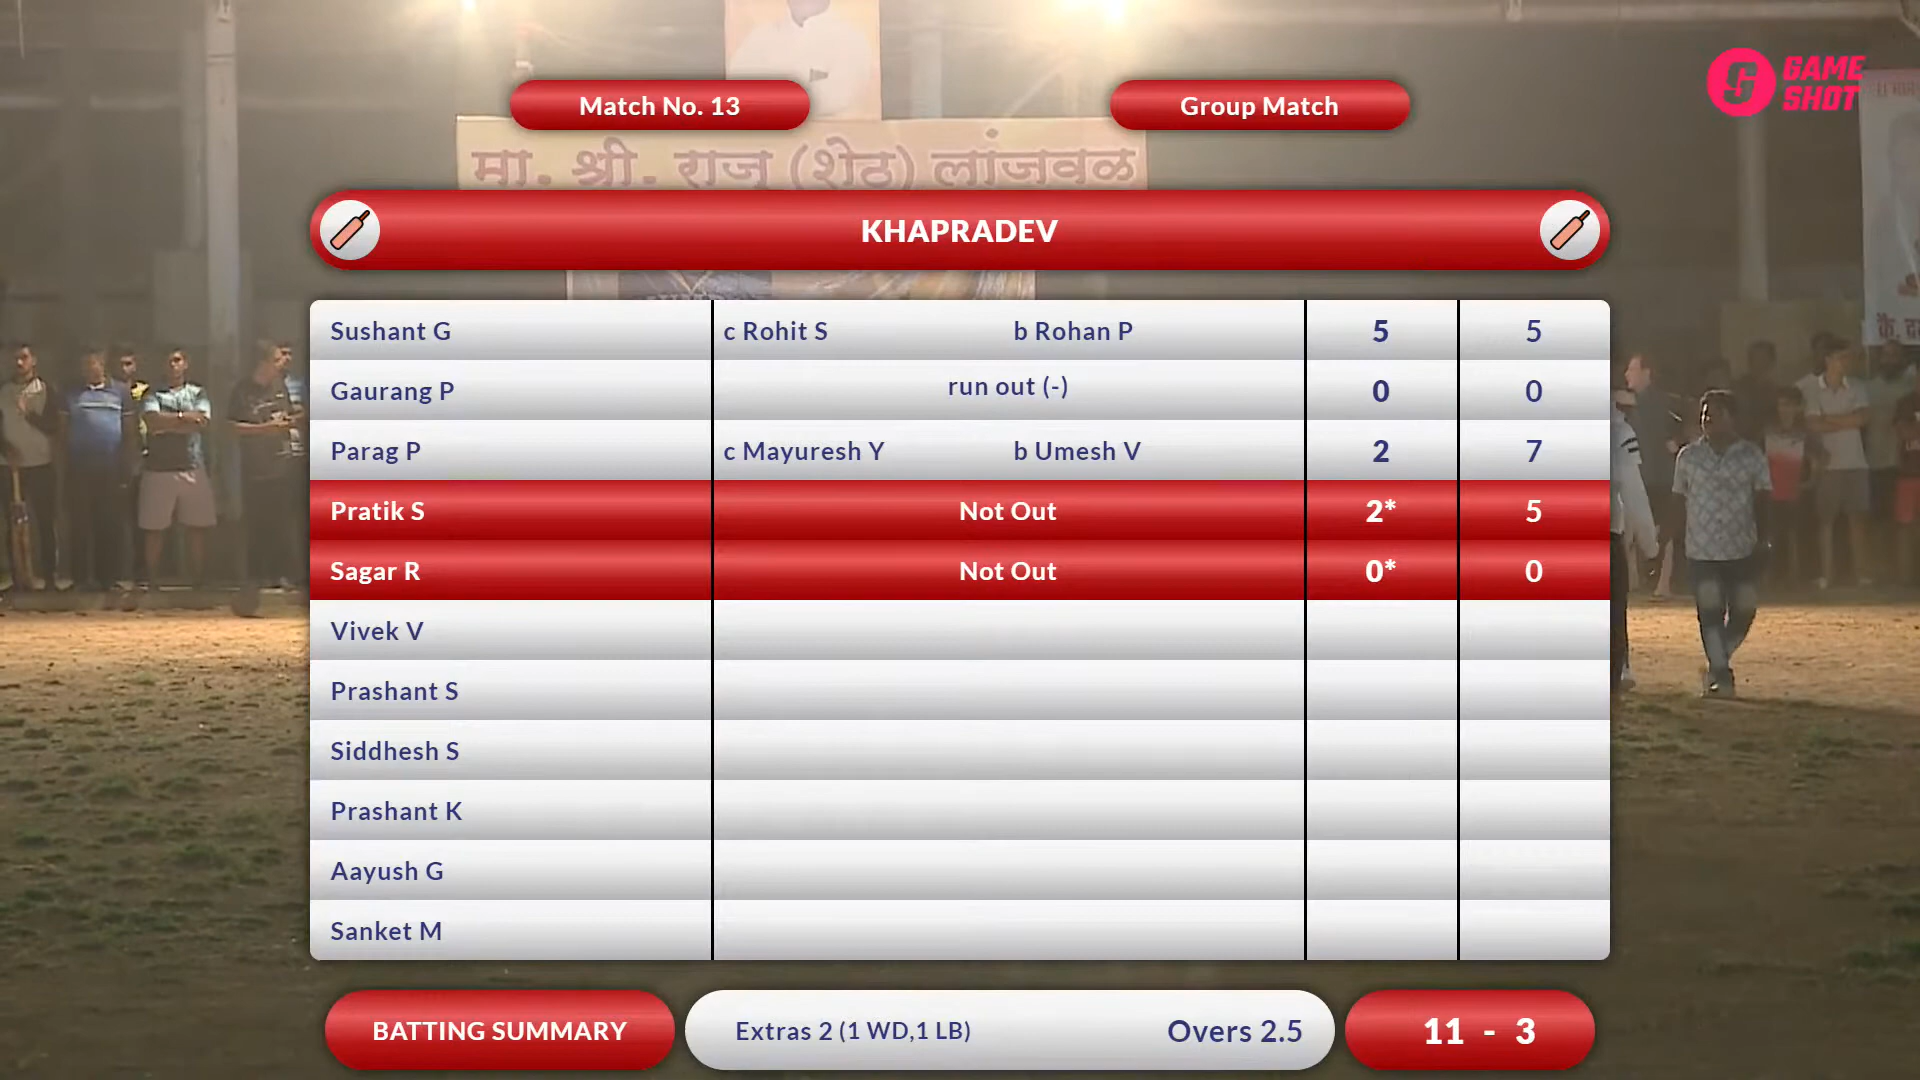 GAME
SHOT
Match No. 13
Group Match
मा. श्री. राजू (शेठ) लांजवळ
KHAPRADEV
Sushant G c Rohit S b Rohan P 5 5
Gaurang P run out (-) 0 0
Parag P c Mayuresh Y b Umesh V 2 7
Pratik S Not Out 2* 5
Sagar R Not Out 0* 0
Vivek V
Prashant S
Siddhesh S
Prashant K
Aayush G
Sanket M
BATTING SUMMARY Extras 2 (1 WD,1 LB) Overs 2.5 11 - 3